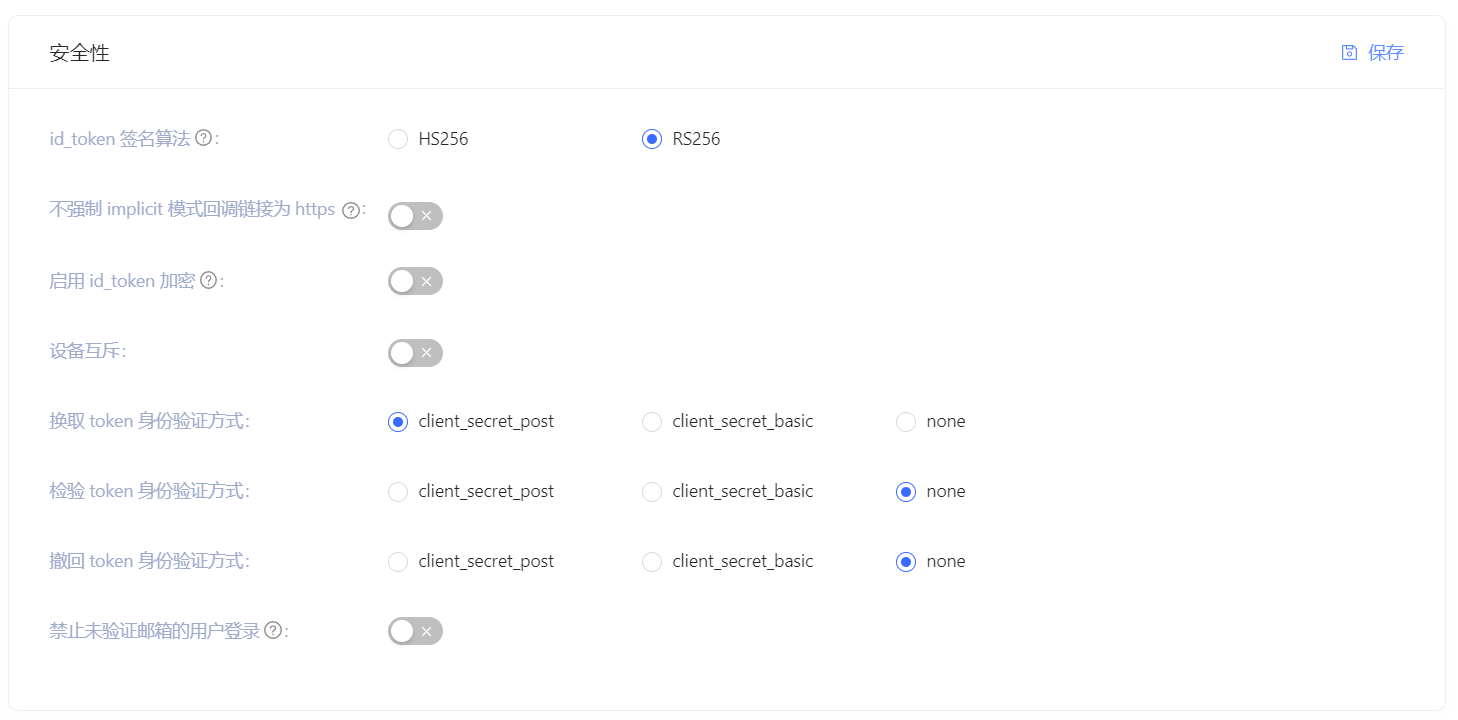 安全性 保存
id_token 签名算法 ? : HS256 RS256
不强制 implicit 模式回调链接为 https ? :
启用 id_token 加密 ? :
设备互斥:
换取 token 身份验证方式: client_secret_post client_secret_basic none
检验 token 身份验证方式: client_secret_post client_secret_basic none
撤回 token 身份验证方式: client_secret_post client_secret_basic none
禁止未验证邮箱的用户登录 ? :